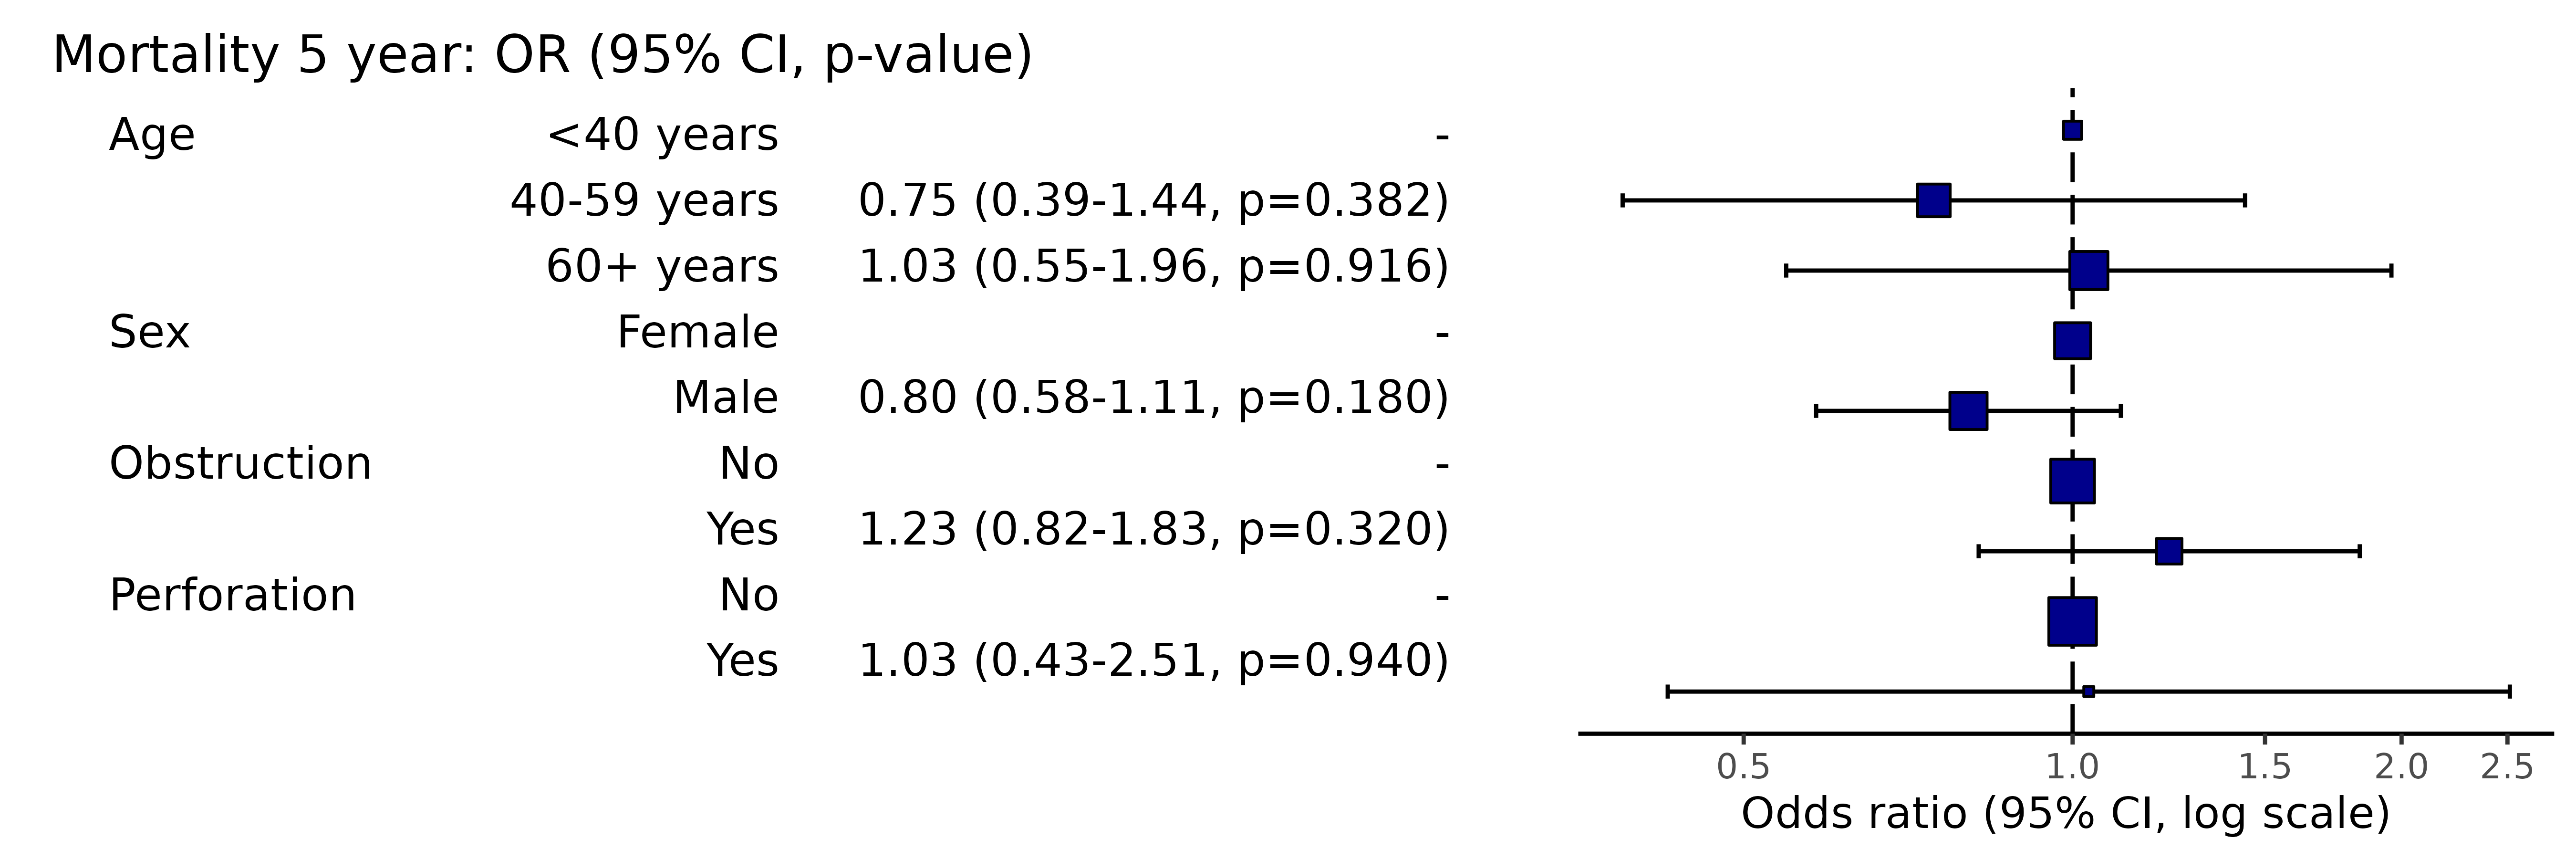 Mortality 5 year: OR (95% CI, p-value)
Age <40 years -
40-59 years 0.75 (0.39-1.44, p=0.382)
60+ years 1.03 (0.55-1.96, p=0.916)
Sex Female -
Male 0.80 (0.58-1.11, p=0.180)
Obstruction No -
Yes 1.23 (0.82-1.83, p=0.320)
Perforation No -
Yes 1.03 (0.43-2.51, p=0.940)
0.5 1.0 1.5 2.0 2.5
Odds ratio (95% CI, log scale)